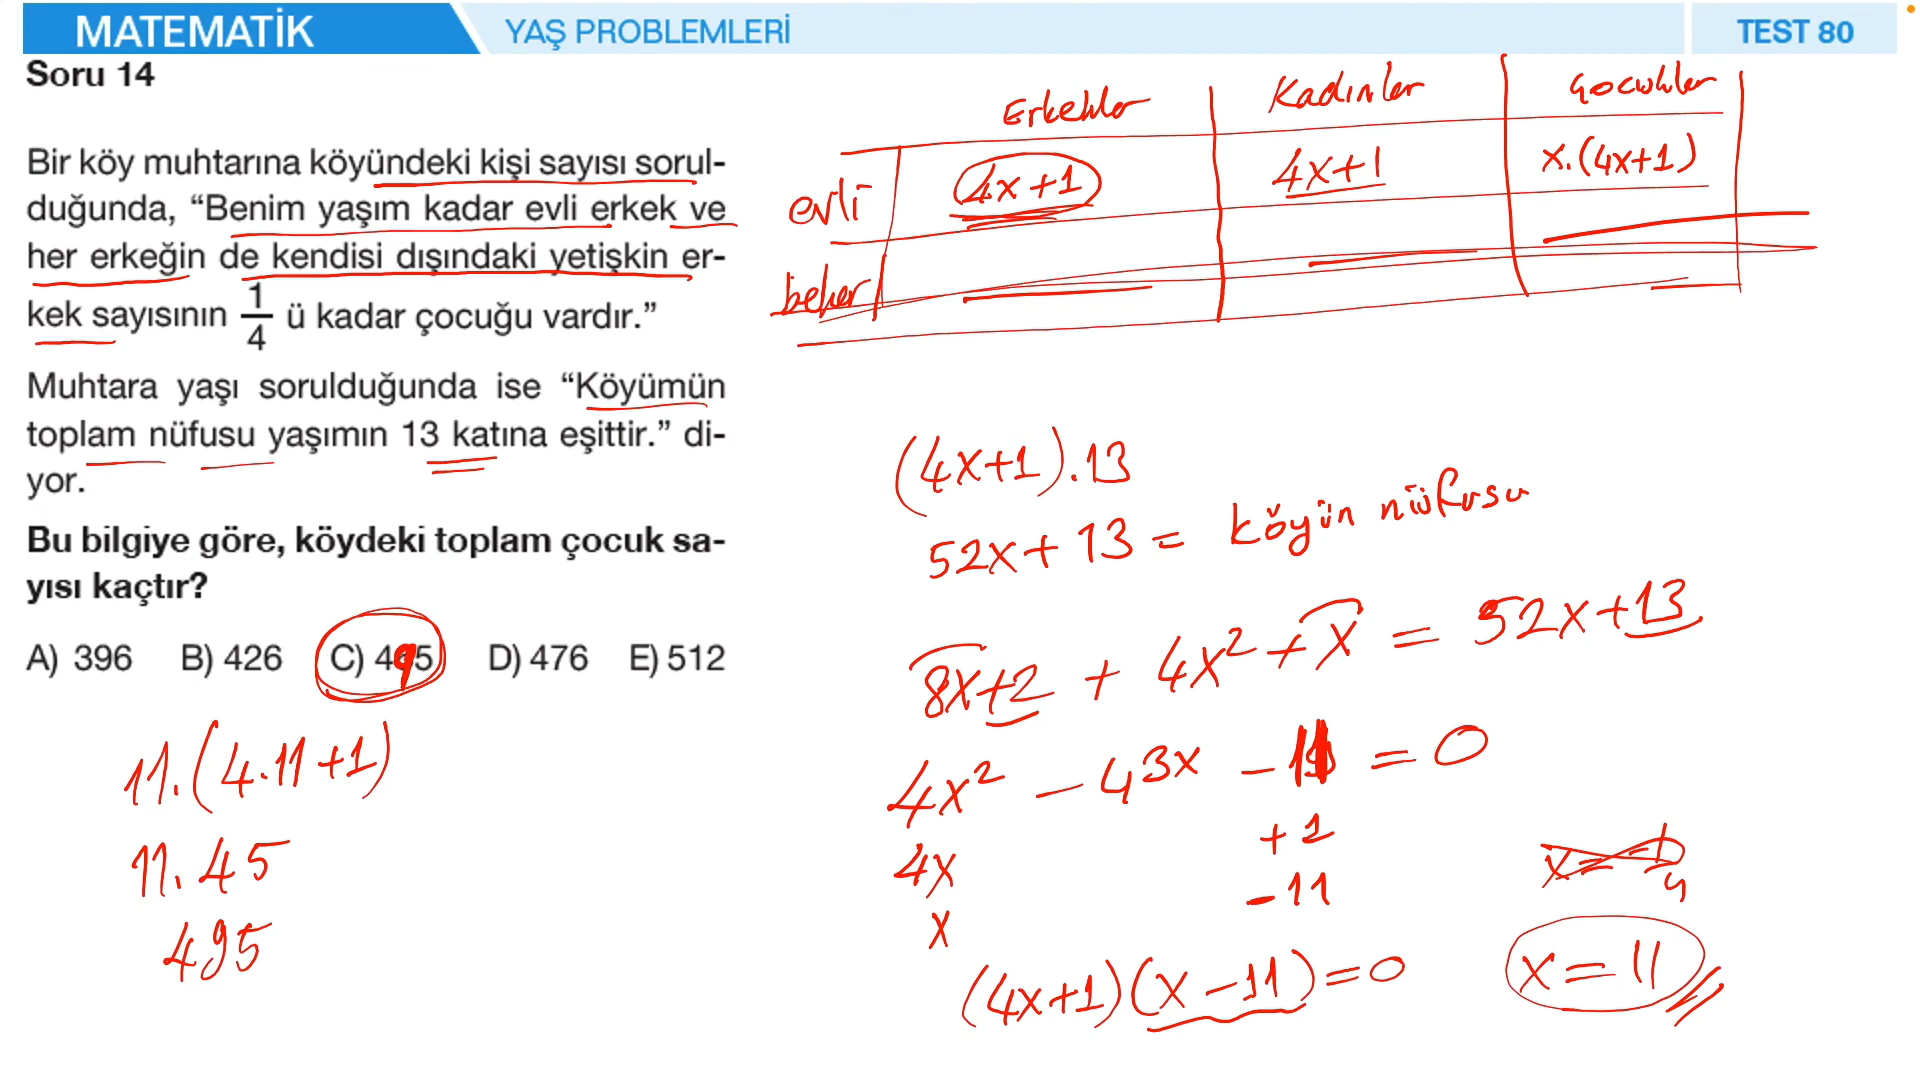 MATEMATİK
YAŞ PROBLEMLERİ
TEST 80
Soru 14
Bir köy muhtarına köyündeki kişi sayısı sorul-
duğunda, “Benim yaşım kadar evli erkek ve
her erkeğin de kendisi dışındaki yetişkin er-
kek sayısının 1/4 ü kadar çocuğu vardır.”
Muhtara yaşı sorulduğunda ise “Köyümün
toplam nüfusu yaşımın 13 katına eşittir.” di-
yor.
Bu bilgiye göre, köydeki toplam çocuk sa-
yısı kaçtır?
A) 396 B) 426 C) 495 D) 476 E) 512
11.(4.11+1)
11.45
495
Erkekler Kadınlar Çocuklar
evli 4x+1 4x+1 x.(4x+1)
bekar
(4x+1).13
52x+13 = köyün nüfusu
8x+2 + 4x²+x = 52x+13
4x² - 43x - 11 = 0
4x +1
x -11
(4x+1)(x-11)=0
x = -1/4
x = 11